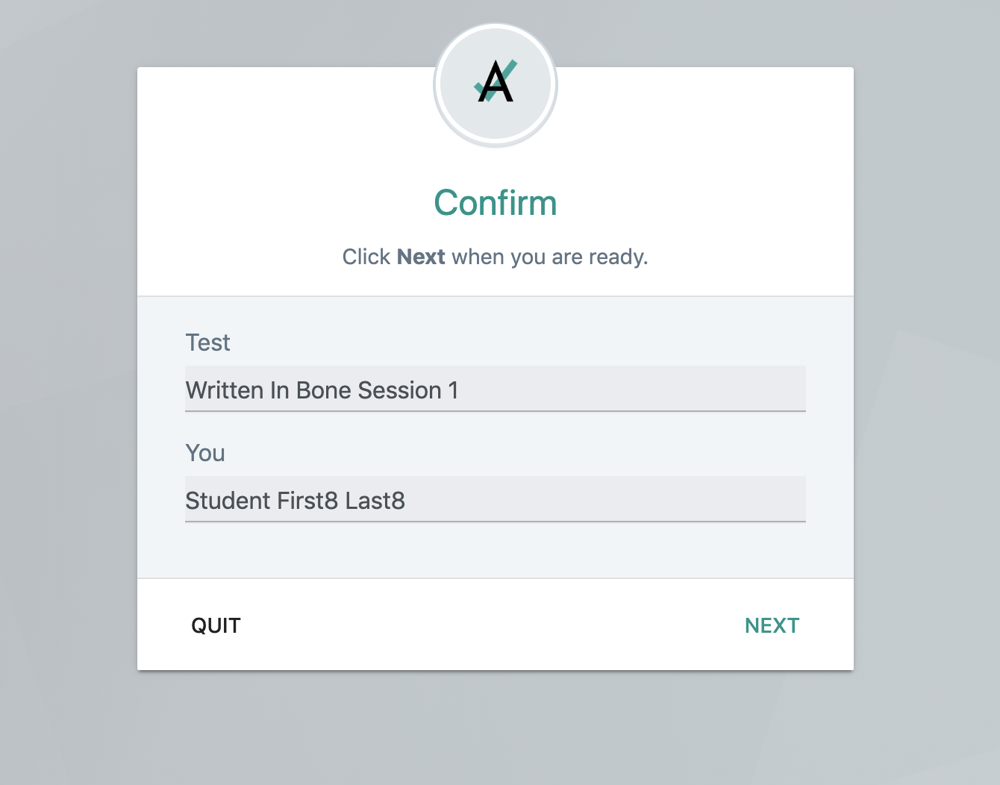 A
Confirm
Click Next when you are ready.
Test
Written In Bone Session 1
You
Student First8 Last8
QUIT
NEXT